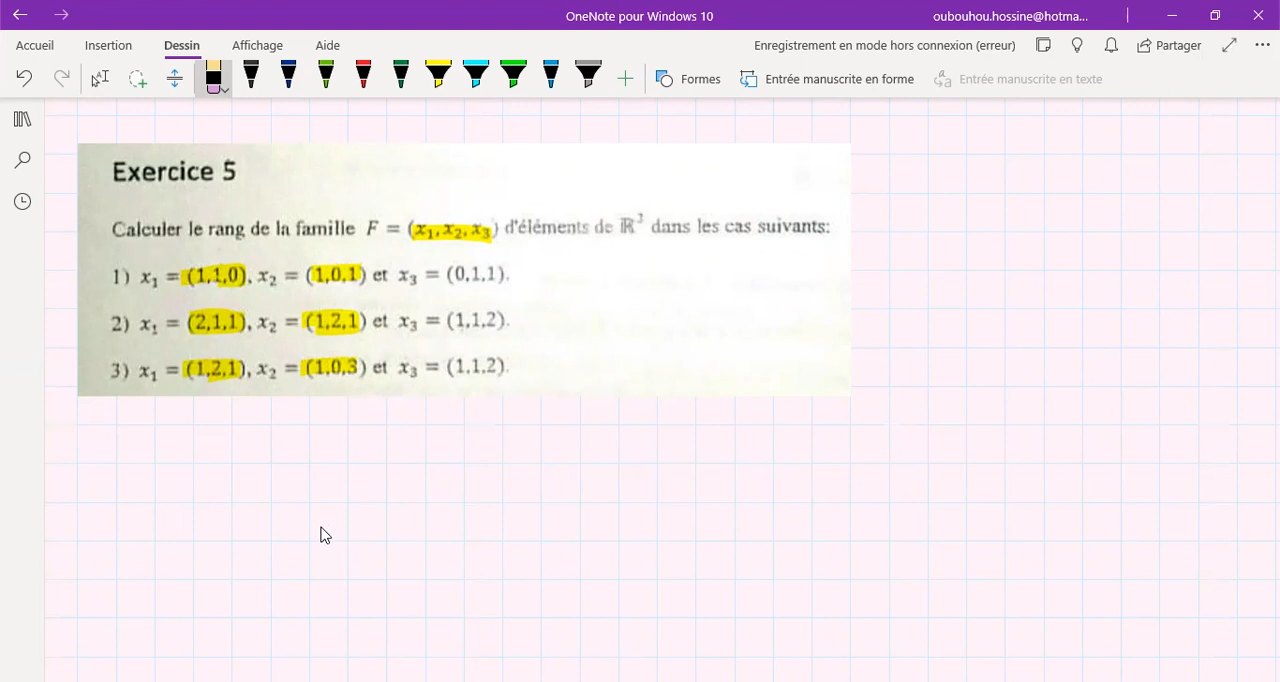 OneNote pour Windows 10
oubouhou.hossine@hotma...
Accueil Insertion Dessin Affichage Aide
Enregistrement en mode hors connexion (erreur) Partager
Formes Entrée manuscrite en forme Entrée manuscrite en texte
Exercice 5
Calculer le rang de la famille F = (x₁, x₂, x₃) d'éléments de ℝ³ dans les cas suivants:
1) x₁ = (1,1,0), x₂ = (1,0,1) et x₃ = (0,1,1).
2) x₁ = (2,1,1), x₂ = (1,2,1) et x₃ = (1,1,2).
3) x₁ = (1,2,1), x₂ = (1,0,3) et x₃ = (1,1,2).